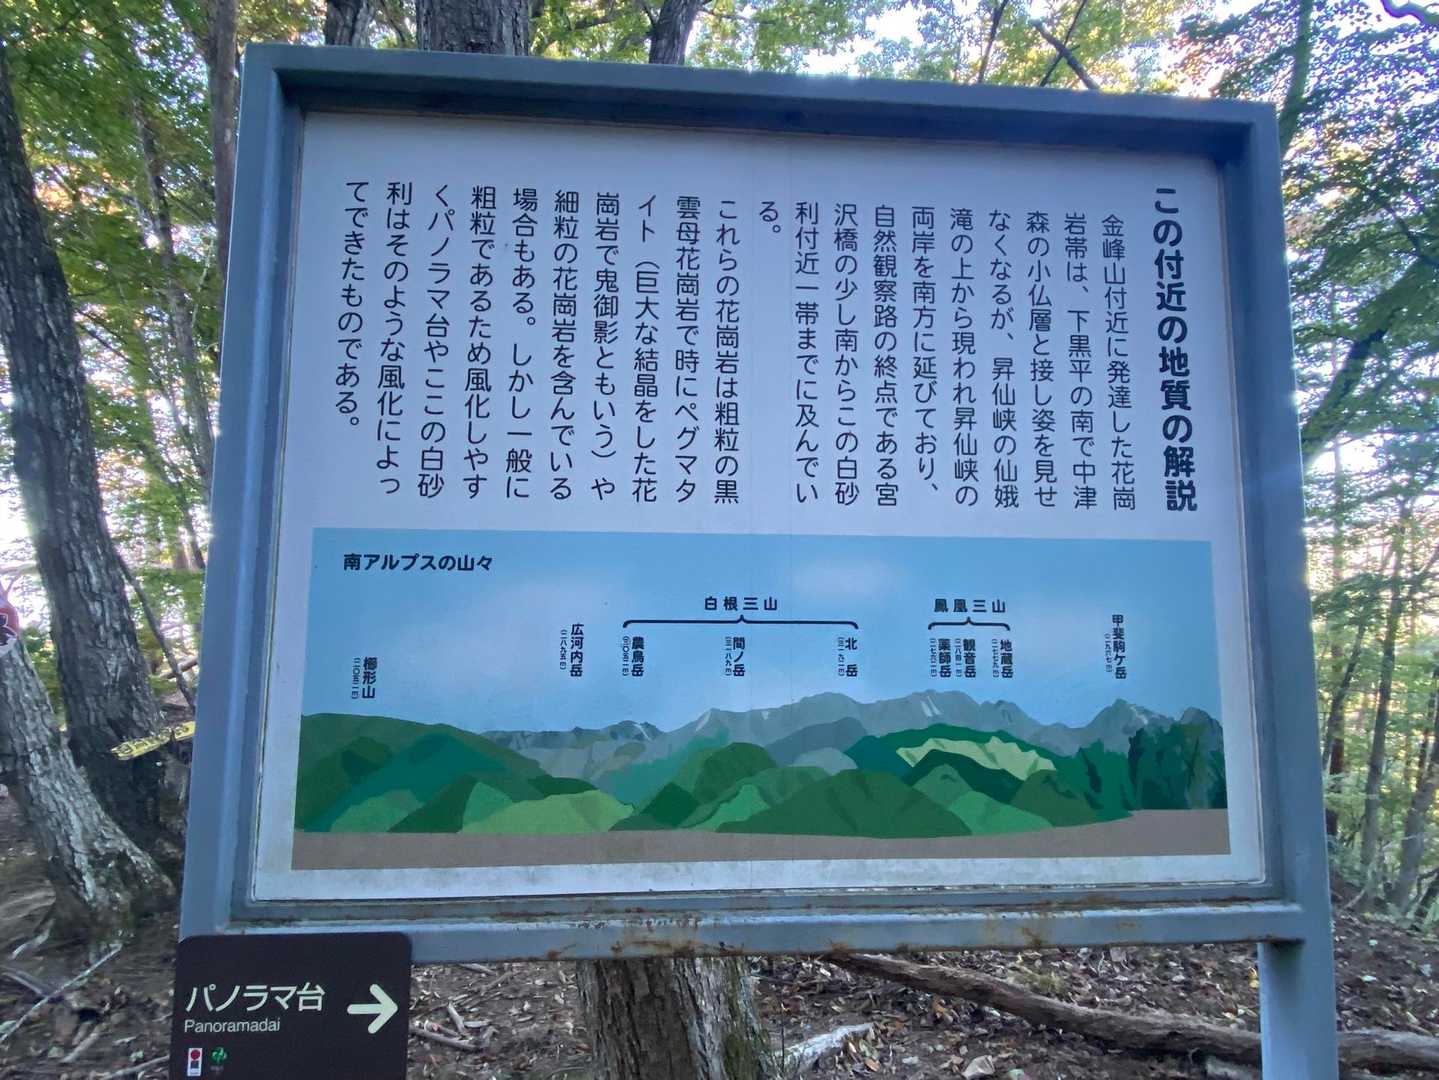 この付近の地質の解説
金峰山付近に発達した花崗
岩帯は、下黒平の南で中津
森の小仏層と接し姿を見せ
なくなるが、昇仙峡の仙娥
滝の上から現われ昇仙峡の
両岸を南方に延びており、
自然観察路の終点である宮
沢橋の少し南からこの白砂
利付近一帯までに及んでい
る。
これらの花崗岩は粗粒の黒
雲母花崗岩で時にペグマタ
イト（巨大な結晶をした花
崗岩で鬼御影ともいう）や
細粒の花崗岩を含んでいる
場合もある。しかし一般に
粗粒であるため風化しやす
くパノラマ台やここの白砂
利はそのような風化によっ
てできたものである。
南アルプスの山々
甲斐駒ケ岳
鳳凰三山
地蔵岳
観音岳
薬師岳
白根三山
北岳
間ノ岳
農鳥岳
広河内岳
櫛形山
パノラマ台
Panoramadai